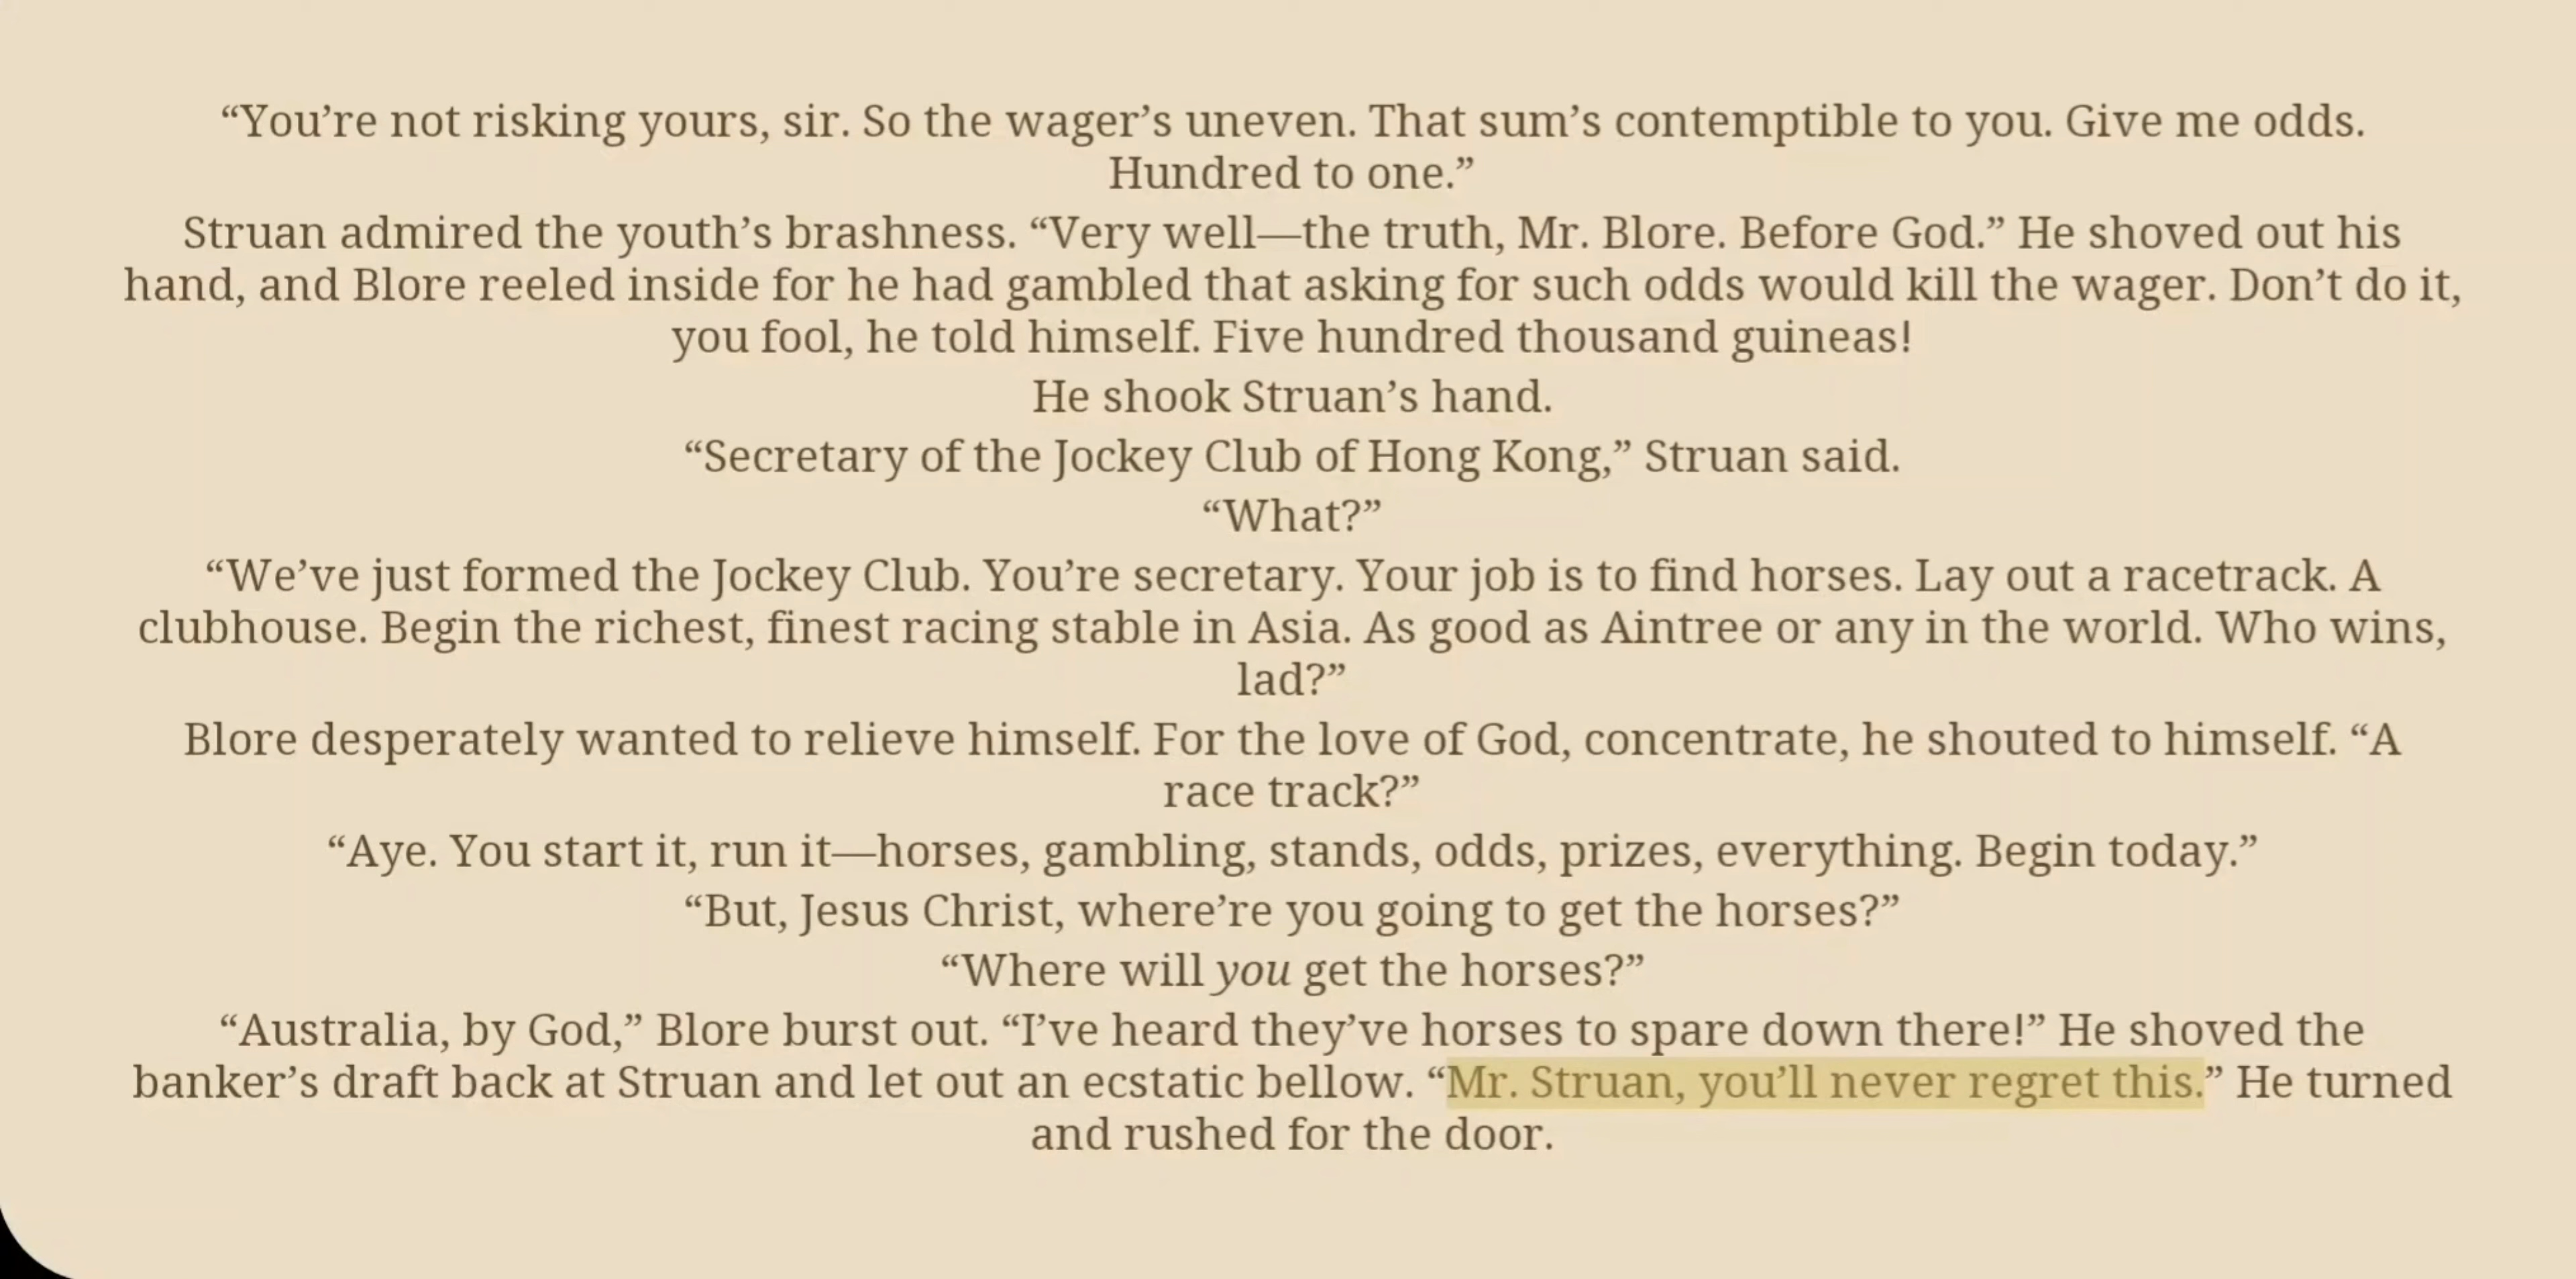 “You’re not risking yours, sir. So the wager’s uneven. That sum’s contemptible to you. Give me odds.
Hundred to one.”
Struan admired the youth’s brashness. “Very well—the truth, Mr. Blore. Before God.” He shoved out his
hand, and Blore reeled inside for he had gambled that asking for such odds would kill the wager. Don’t do it,
you fool, he told himself. Five hundred thousand guineas!
He shook Struan’s hand.
“Secretary of the Jockey Club of Hong Kong,” Struan said.
“What?”
“We’ve just formed the Jockey Club. You’re secretary. Your job is to find horses. Lay out a racetrack. A
clubhouse. Begin the richest, finest racing stable in Asia. As good as Aintree or any in the world. Who wins,
lad?”
Blore desperately wanted to relieve himself. For the love of God, concentrate, he shouted to himself. “A
race track?”
“Aye. You start it, run it—horses, gambling, stands, odds, prizes, everything. Begin today.”
“But, Jesus Christ, where’re you going to get the horses?”
“Where will you get the horses?”
“Australia, by God,” Blore burst out. “I’ve heard they’ve horses to spare down there!” He shoved the
banker’s draft back at Struan and let out an ecstatic bellow. “Mr. Struan, you’ll never regret this.” He turned
and rushed for the door.